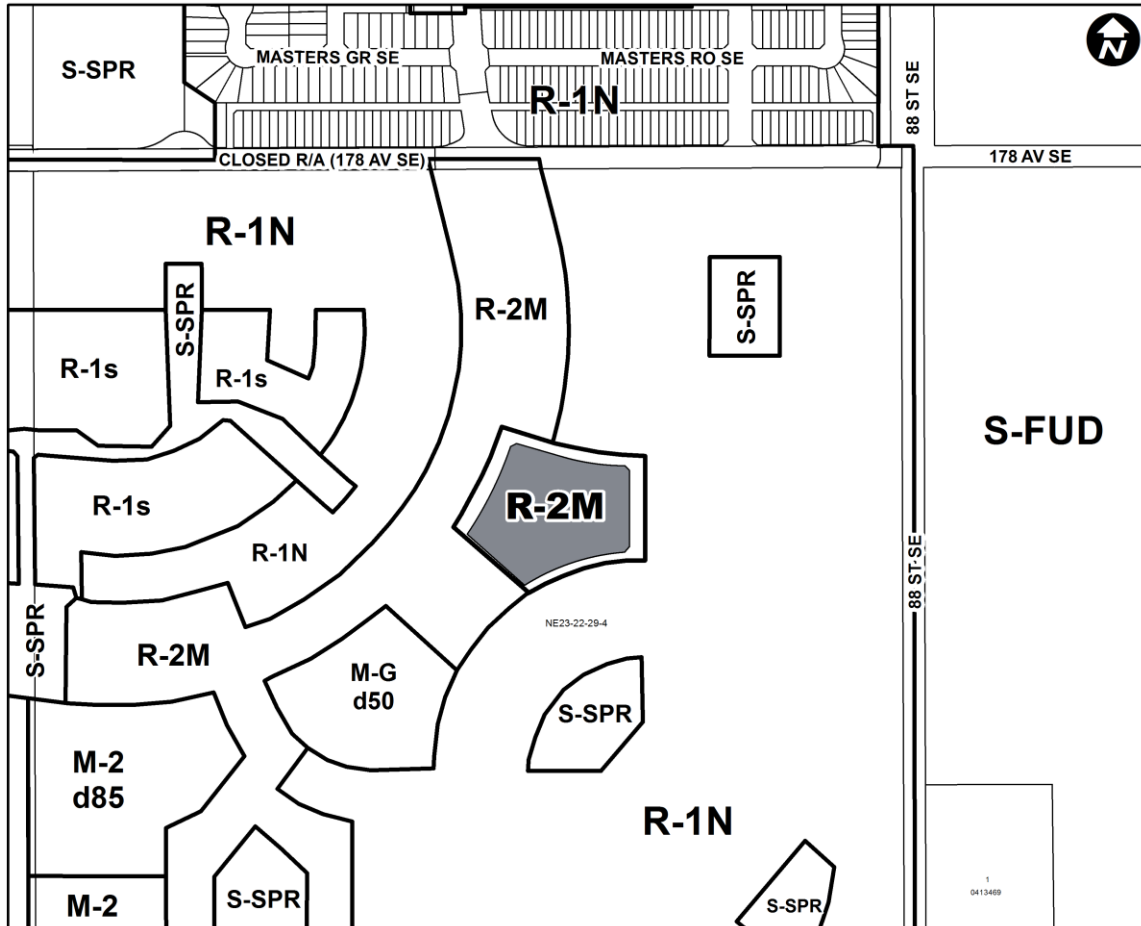 N
S-SPR
MASTERS GR SE
MASTERS RO SE
R-1N
88 ST SE
CLOSED R/A (178 AV SE)
178 AV SE
R-1N
S-SPR
R-2M
S-SPR
R-1s
R-1s
S-FUD
R-1s
R-2M
R-1N
88 ST SE
S-SPR
NE23-22-29-4
R-2M
M-G
d50
S-SPR
M-2
d85
R-1N
S-SPR
M-2
S-SPR
1
0413469